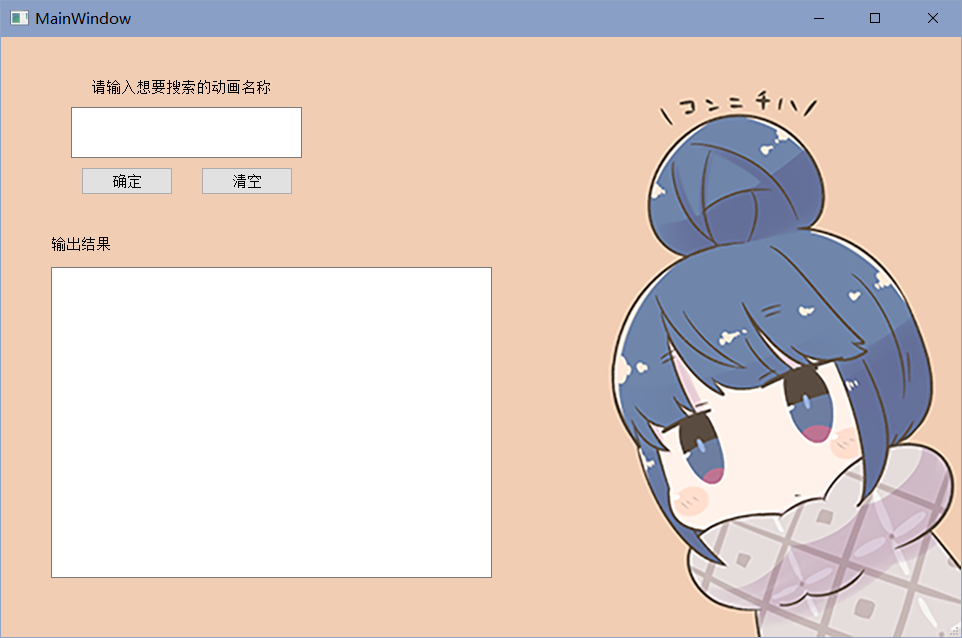 MainWindow
请输入想要搜索的动画名称
コンニチハ
确定
清空
输出结果